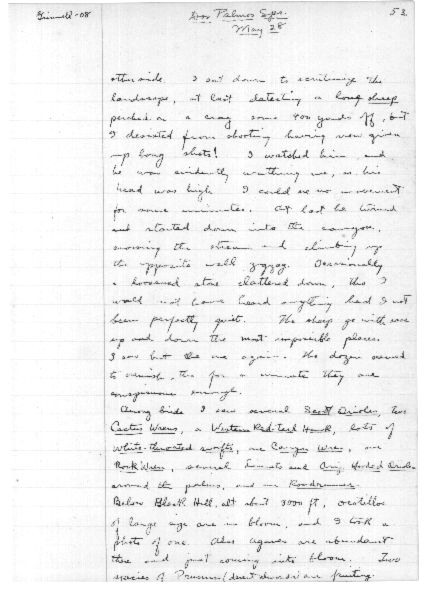 Grinnell-08
Dos Palmos Spgs.
May 28
53.
other side. I sat down to scrutinize the
landscape, at last detecting a lone sheep
perched on a crag some 400 yards off, but
I desisted from shooting having now given
up long shots! I watched him, and
he was evidently watching me, as his
head was high. I could see no movement
for some minutes. At last he turned
and started down into the canyon,
crossing the stream and climbing up
the opposite wall zigzag. Occasionally
a loosened stone clattered down, tho I
would not have heard anything had I not
been perfectly quiet. The sheep go with ease
up and down the most impossible places.
I saw but the one again. The dozen seemed
to vanish, tho for a minute they are
conspicuous enough.
Among birds I saw several Scott Orioles, two
Cactus Wrens, a Western Red-tail Hawk, lots of
White-throated swifts, one Canyon Wren, one
Rock Wren, several linnets and Ariz. Hooded Orioles
around the palms, and one Roadrunner.
Below Black Hill, alt about 3000 ft, ocotillos
of large size are in bloom, and I took a
photo of one. Also agaves are abundant
there and just coming into bloom. Two
species of Prunus (desert almonds) are fruiting.